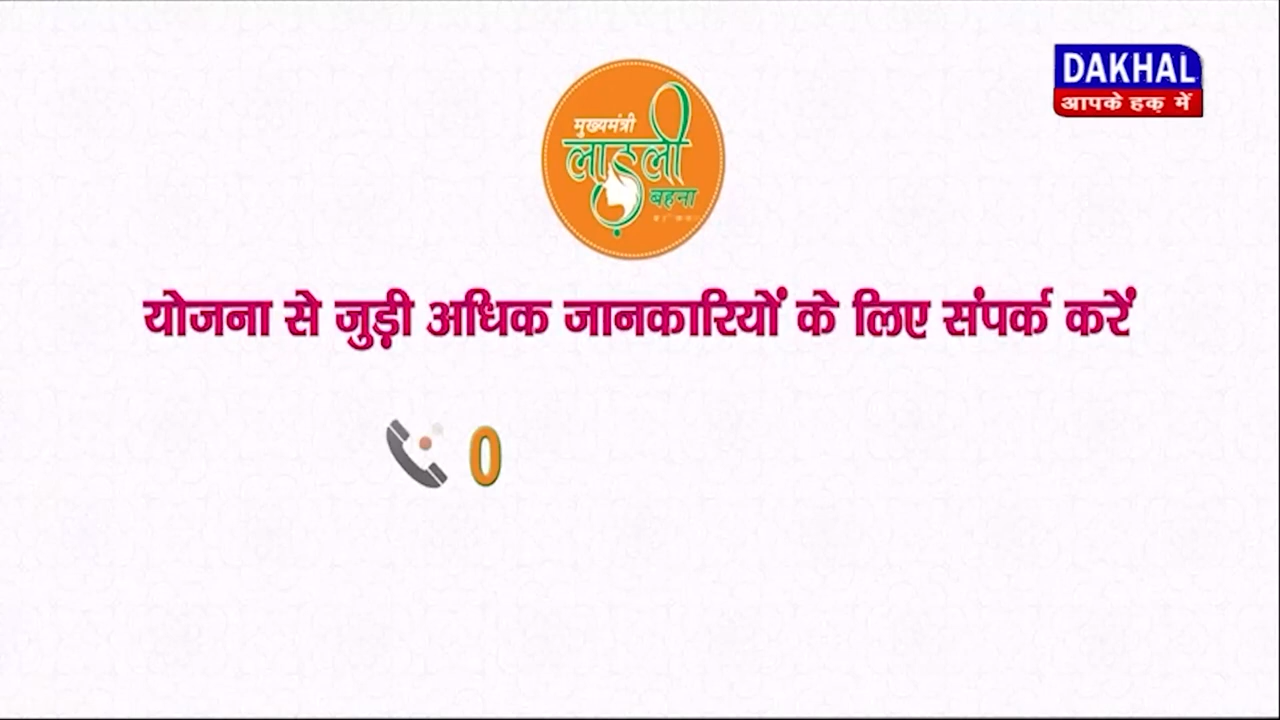 DAKHAL
आपके हक़ में
मुख्यमंत्री
लाड़ली
बहना
योजना से जुड़ी अधिक जानकारियों के लिए संपर्क करें
0